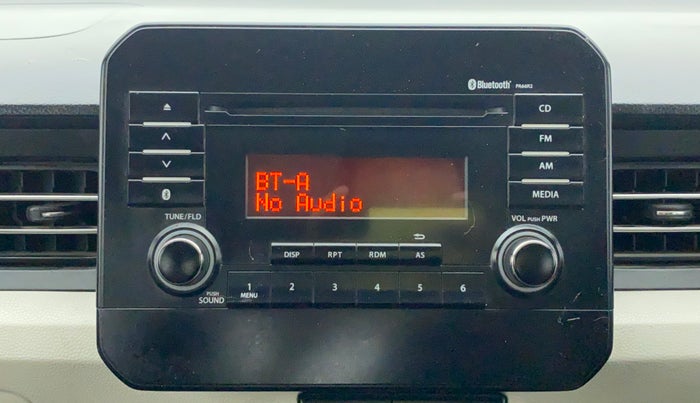 Bluetooth PA66R2
CD
FM
AM
MEDIA
BT-A
No Audio
TUNE/FLD
VOL PUSH PWR
DISP RPT RDM AS
PUSH
SOUND
1 2 3 4 5 6
MENU